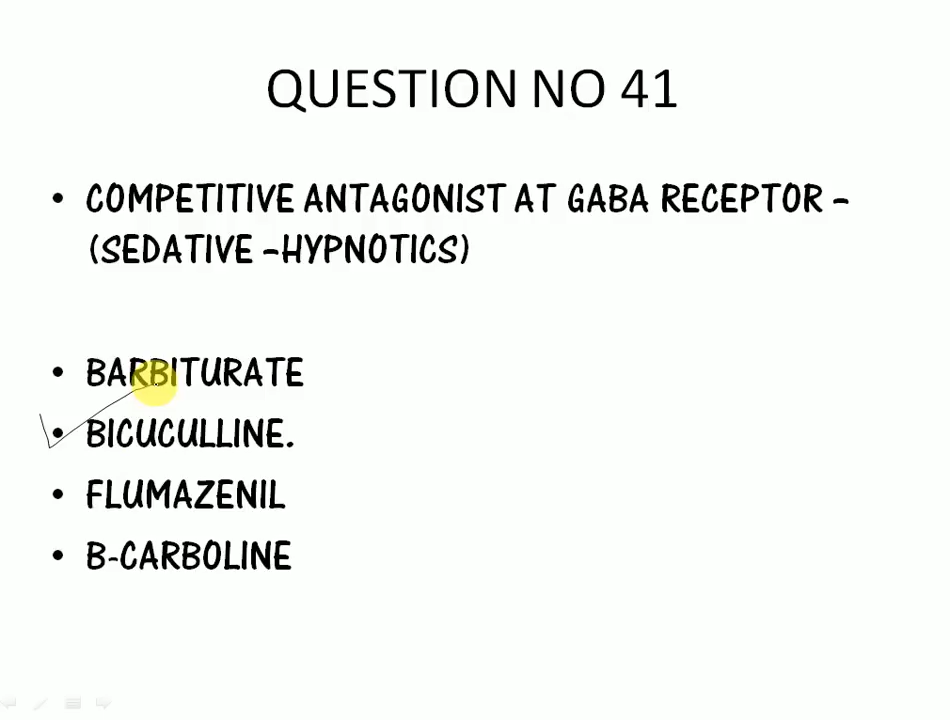 QUESTION NO 41
• COMPETITIVE ANTAGONIST AT GABA RECEPTOR –
(SEDATIVE –HYPNOTICS)
• BARBITURATE
• BICUCULLINE.
• FLUMAZENIL
• B-CARBOLINE